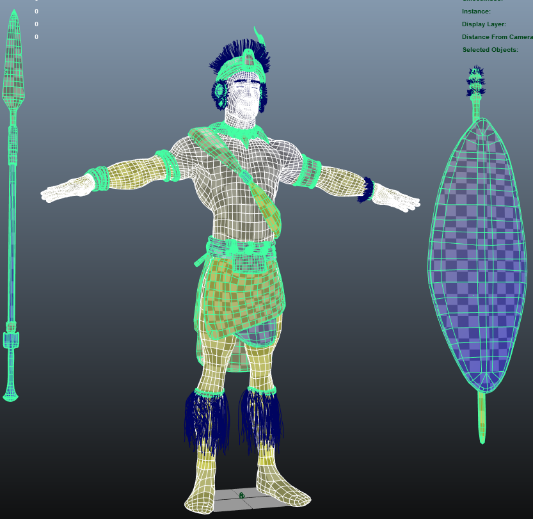 0
0
0
Instance:
Display Layer:
Distance From Camera
Selected Objects: